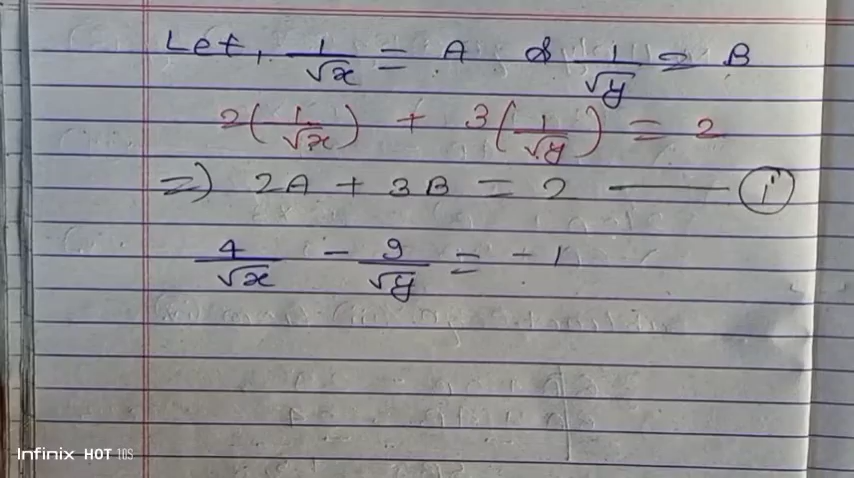 Let, 1/√x = A & 1/√y = B
2(1/√x) + 3(1/√y) = 2
=> 2A + 3B = 2 —— (i)
4/√x - 9/√y = -1
Infinix HOT 10S